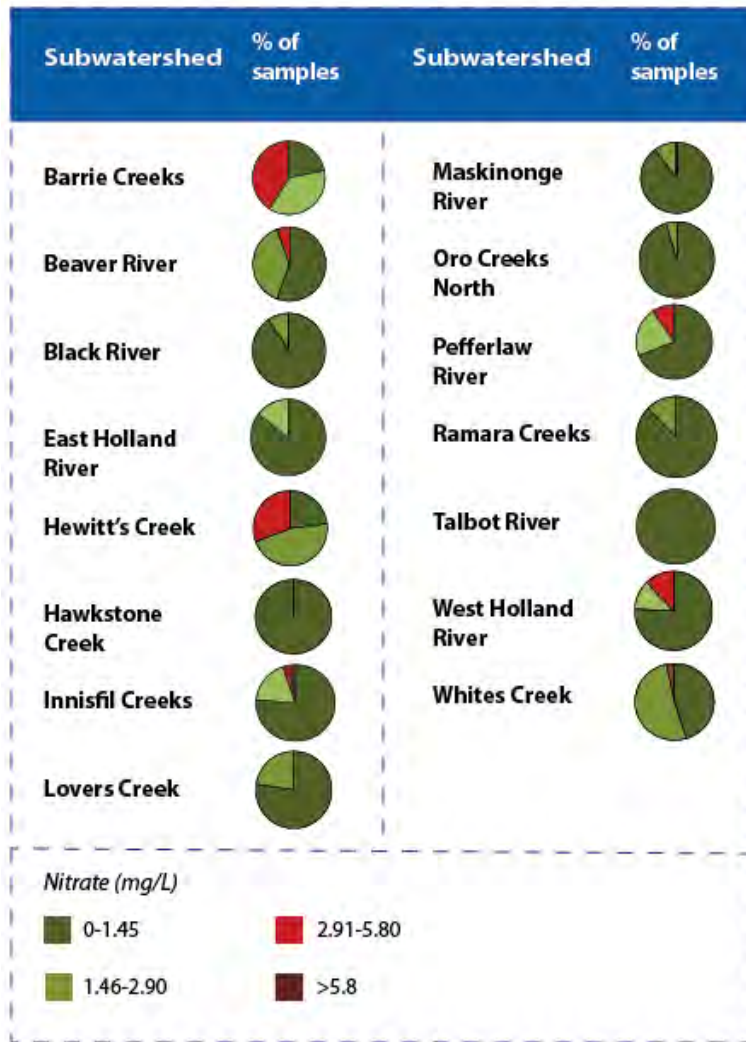 Subwatershed
% of
samples
Subwatershed
% of
samples
Barrie Creeks
Beaver River
Black River
East Holland
River
Hewitt's Creek
Hawkstone
Creek
Innisfil Creeks
Lovers Creek
Maskinonge
River
Oro Creeks
North
Pefferlaw
River
Ramara Creeks
Talbot River
West Holland
River
Whites Creek
Nitrate (mg/L)
0-1.45
2.91-5.80
1.46-2.90
>5.8